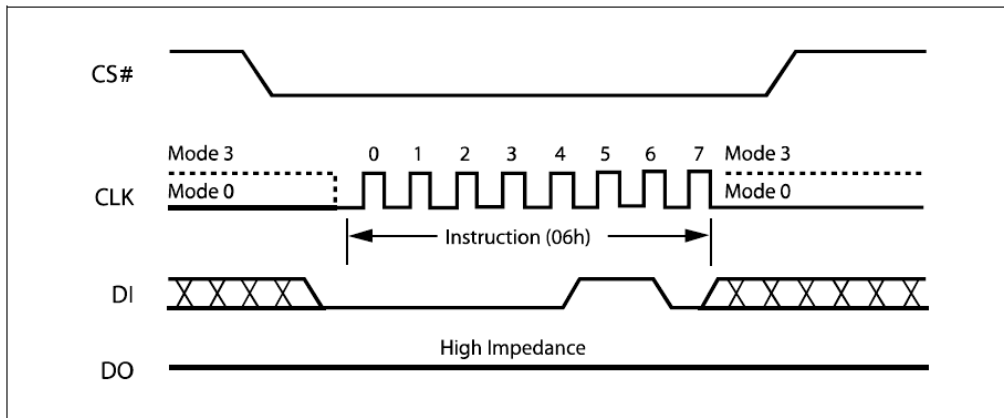 CS#
Mode 3 0 1 2 3 4 5 6 7 Mode 3
CLK Mode 0 Mode 0
Instruction (06h)
DI
High Impedance
DO